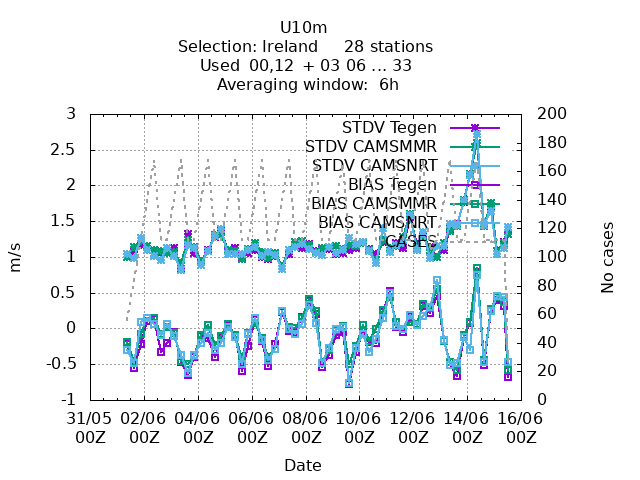 U10m
Selection: Ireland 28 stations
Used 00,12 + 03 06 ... 33
Averaging window: 6h
3
2.5
2
1.5
1
0.5
0
-0.5
-1
m/s
200
180
160
140
120
100
80
60
40
20
0
No cases
STDV Tegen
STDV CAMSMMR
STDV CAMSNRT
BIAS Tegen
BIAS CAMSMMR
BIAS CAMSNRT
CASES
31/05 02/06 04/06 06/06 08/06 10/06 12/06 14/06 16/06
00Z 00Z 00Z 00Z 00Z 00Z 00Z 00Z 00Z
Date